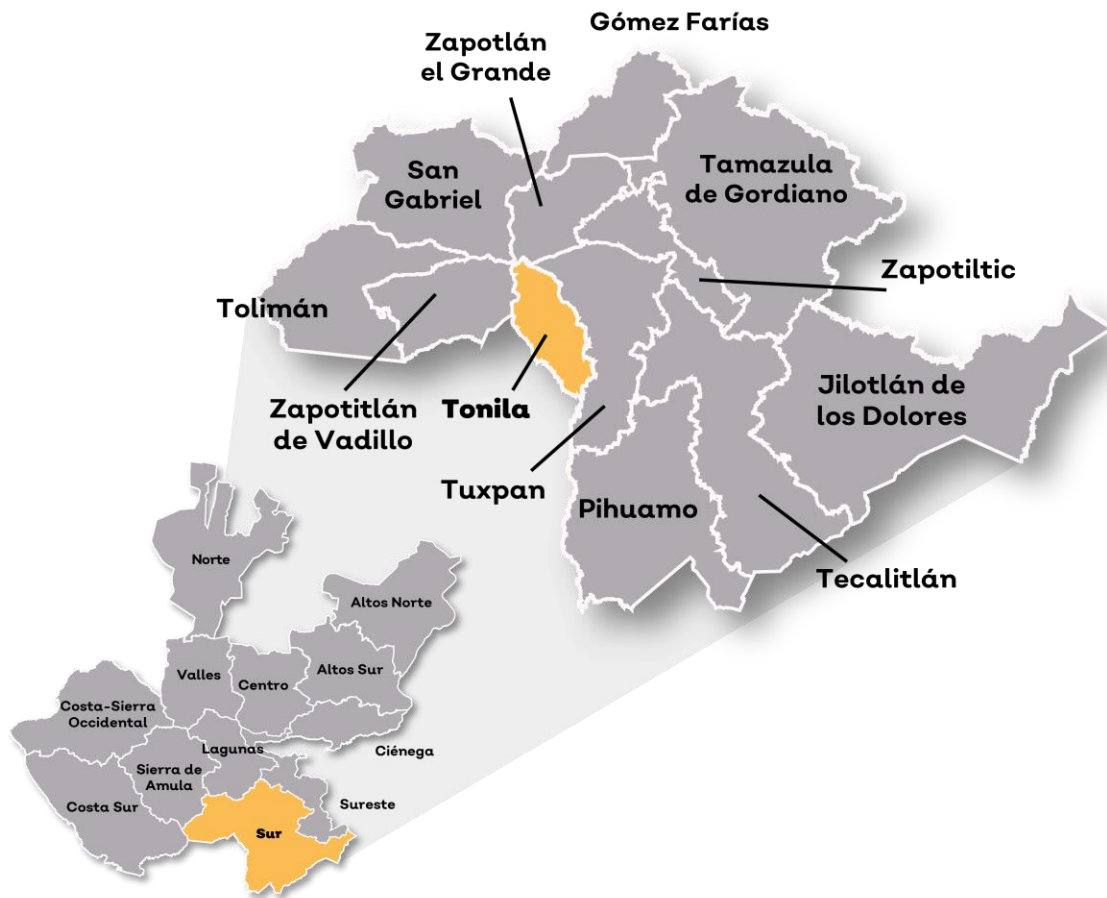 Gómez Farías
Zapotlán
el Grande
San
Gabriel
Tamazula
de Gordiano
Zapotiltic
Tolimán
Jilotlán de
los Dolores
Zapotitlán
de Vadillo
Tonila
Tuxpan
Pihuamo
Tecalitlán
Norte
Altos Norte
Valles
Centro
Altos Sur
Costa-Sierra
Occidental
Lagunas
Ciénega
Sierra de
Amula
Costa Sur
Sureste
Sur